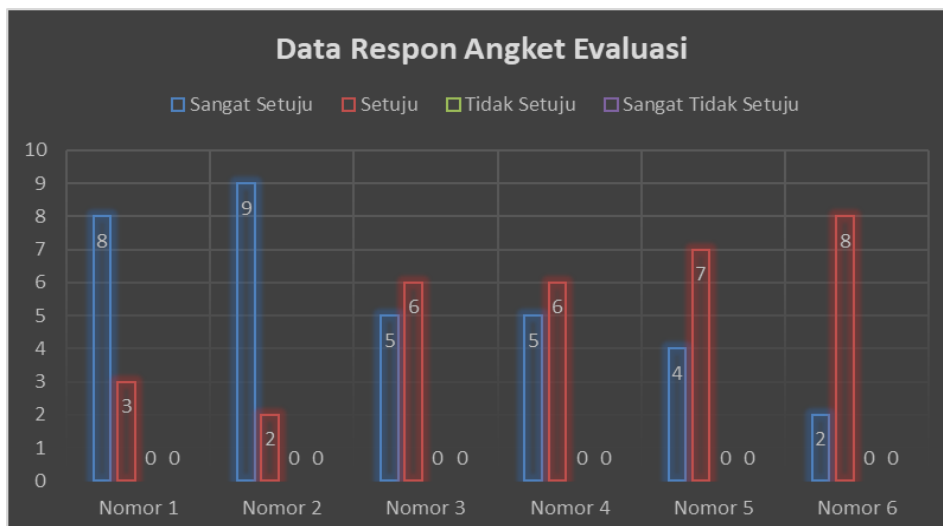 Data Respon Angket Evaluasi
Sangat Setuju Setuju Tidak Setuju Sangat Tidak Setuju
10
9
8
7
6
5
4
3
2
1
0
8 3 0 0
9 2 0 0
5 6 0 0
5 6 0 0
4 7 0 0
2 8 0 0
Nomor 1 Nomor 2 Nomor 3 Nomor 4 Nomor 5 Nomor 6